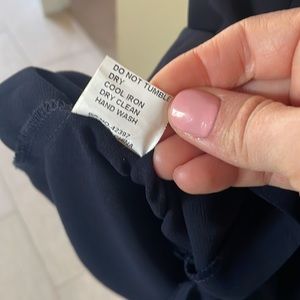 DO NOT TUMBLE
DRY
COOL IRON
DRY CLEAN
HAND WASH